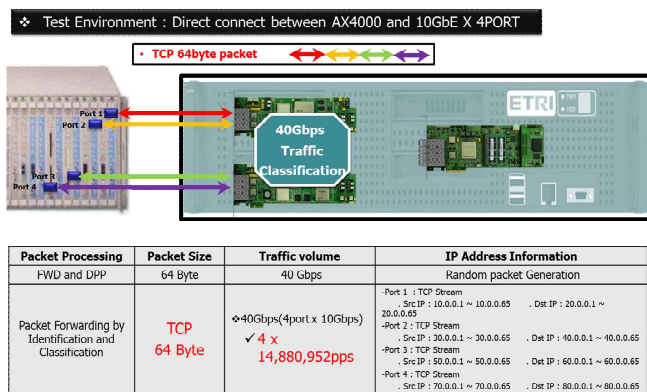 ❖ Test Environment : Direct connect between AX4000 and 10GbE X 4PORT
• TCP 64byte packet
Port 1
Port 2
Port 3
Port 4
40Gbps
Traffic
Classification
ETRI
PWR
HDD
Packet Processing Packet Size Traffic volume IP Address Information
FWD and DPP 64 Byte 40 Gbps Random packet Generation
Packet Forwarding by
Identification and
Classification
TCP
64 Byte
❖40Gbps(4port x 10Gbps)
✓ 4 x
14,880,952pps
-Port 1 : TCP Stream
. Src IP : 10.0.0.1 ~ 10.0.0.65 . Dst IP : 20.0.0.1 ~
20.0.0.65
-Port 2 : TCP Stream
. Src IP : 30.0.0.1 ~ 30.0.0.65 . Dst IP : 40.0.0.1 ~ 40.0.0.65
-Port 3 : TCP Stream
. Src IP : 50.0.0.1 ~ 50.0.0.65 . Dst IP : 60.0.0.1 ~ 60.0.0.65
-Port 4 : TCP Stream
. Src IP : 70.0.0.1 ~ 70.0.0.65 . Dst IP : 80.0.0.1 ~ 80.0.0.65